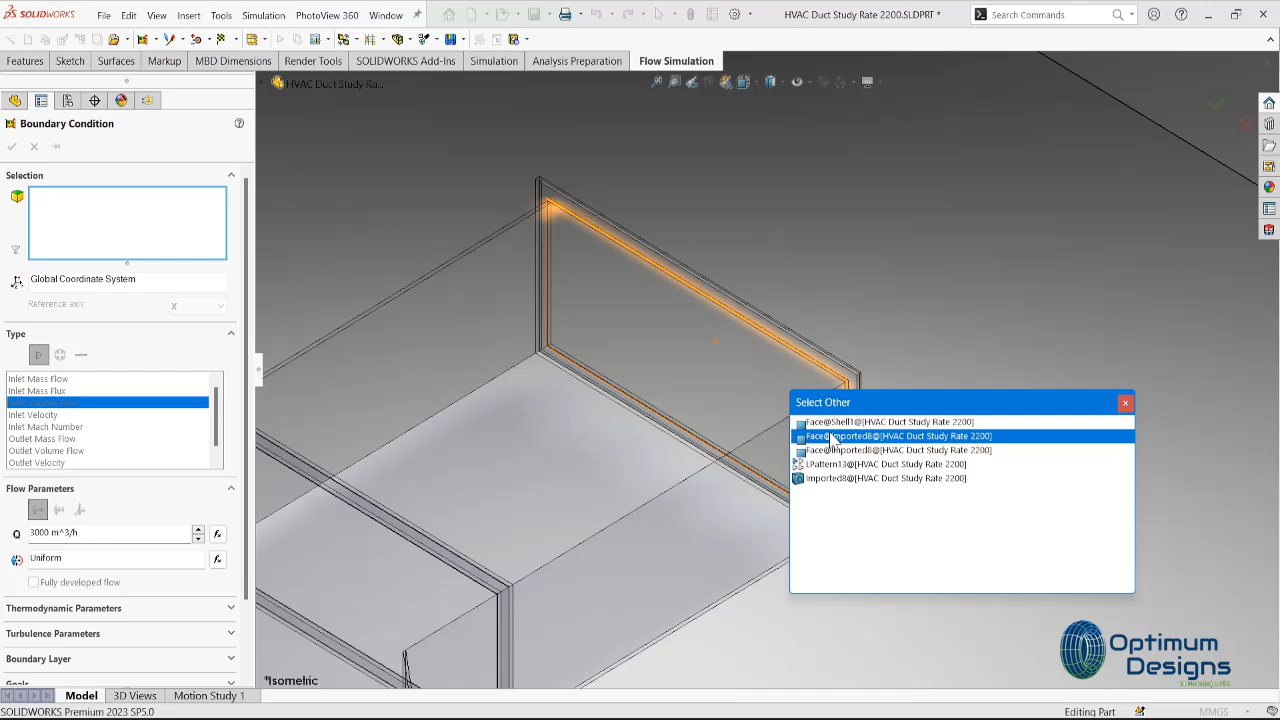 SOLIDWORKS
File
Edit
View
Insert
Tools
Simulation
PhotoView 360
Window
HVAC Duct Study Rate 2200.SLDPRT *
Search Commands
Features
Sketch
Surfaces
Markup
MBD Dimensions
Render Tools
SOLIDWORKS Add-Ins
Simulation
Analysis Preparation
Flow Simulation
HVAC Duct Study Ra...
Boundary Condition
Selection
Global Coordinate System
Reference axis:
X
Type
Inlet Mass Flow
Inlet Mass Flux
Inlet Volume Flow
Inlet Velocity
Inlet Mach Number
Outlet Mass Flow
Outlet Volume Flow
Outlet Velocity
Flow Parameters
Q
3000 m^3/h
Uniform
Fully developed flow
Thermodynamic Parameters
Turbulence Parameters
Boundary Layer
Select Other
Face@Shell1@[HVAC Duct Study Rate 2200]
Face@Imported8@[HVAC Duct Study Rate 2200]
Face@Imported8@[HVAC Duct Study Rate 2200]
LPattern13@[HVAC Duct Study Rate 2200]
Imported8@[HVAC Duct Study Rate 2200]
Optimum
Designs
3D Modeling & MEP
*Isometric
Model
3D Views
Motion Study 1
SOLIDWORKS Premium 2023 SP5.0
Editing Part
MMGS